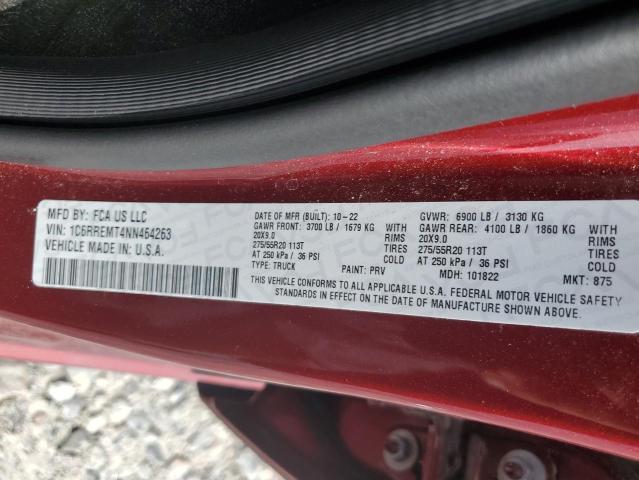 MFD BY: FCA US LLC
VIN: 1C6RREMT4NN464263
VEHICLE MADE IN U.S.A.
DATE OF MFR (BUILT): 10-22
GAWR FRONT: 3700 LB / 1679 KG WITH
20X9.0 RIMS
275/55R20 113T TIRES
AT 250 kPa / 36 PSI COLD
TYPE: TRUCK PAINT: PRV
GVWR: 6900 LB / 3130 KG
GAWR REAR: 4100 LB / 1860 KG WITH
20X9.0 RIMS
275/55R20 113T TIRES
AT 250 kPa / 36 PSI COLD
MDH: 101822 MKT: 875
THIS VEHICLE CONFORMS TO ALL APPLICABLE U.S.A. FEDERAL MOTOR VEHICLE SAFETY
STANDARDS IN EFFECT ON THE DATE OF MANUFACTURE SHOWN ABOVE.